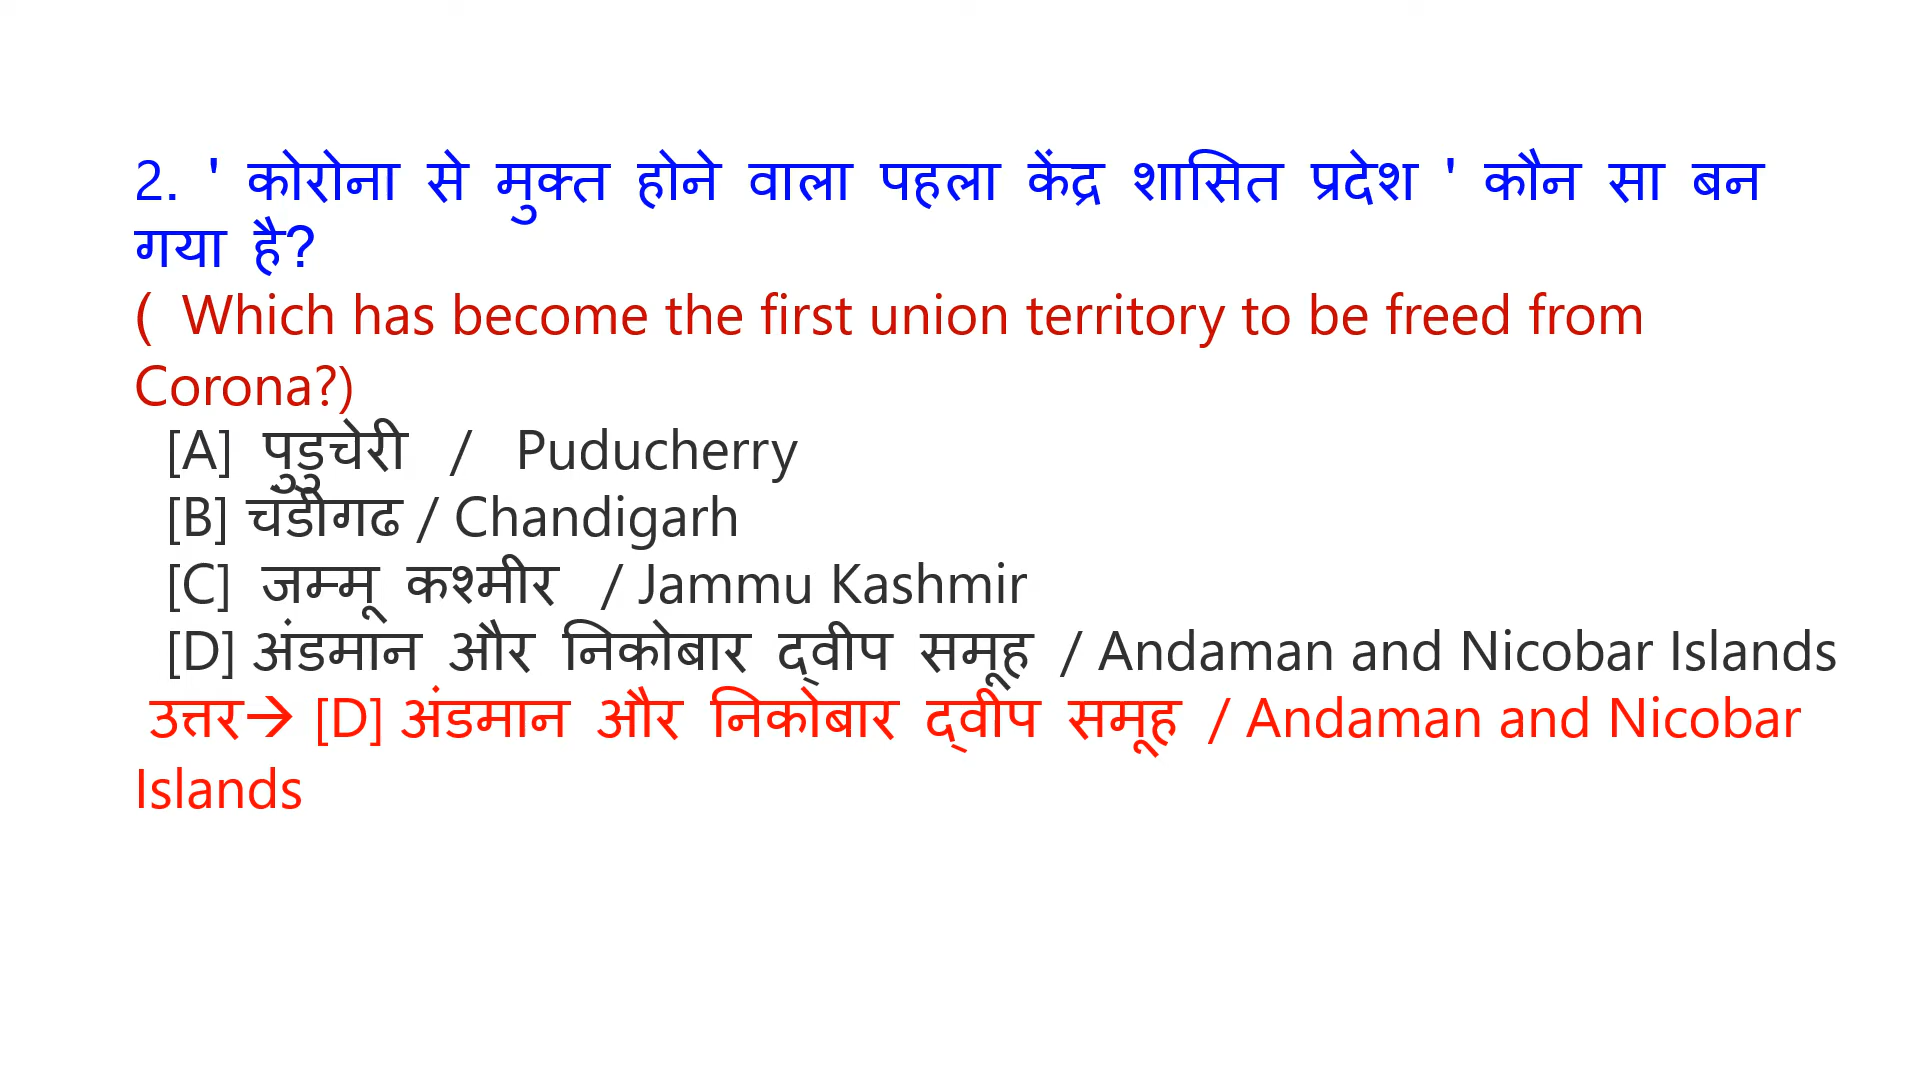 2. ' कोरोना से मुक्त होने वाला पहला केंद्र शासित प्रदेश ' कौन सा बन
गया है?
( Which has become the first union territory to be freed from
Corona?)
[A] पुडुचेरी / Puducherry
[B] चंडीगढ / Chandigarh
[C] जम्मू कश्मीर / Jammu Kashmir
[D] अंडमान और निकोबार द्वीप समूह / Andaman and Nicobar Islands
उत्तर→ [D] अंडमान और निकोबार द्वीप समूह / Andaman and Nicobar
Islands